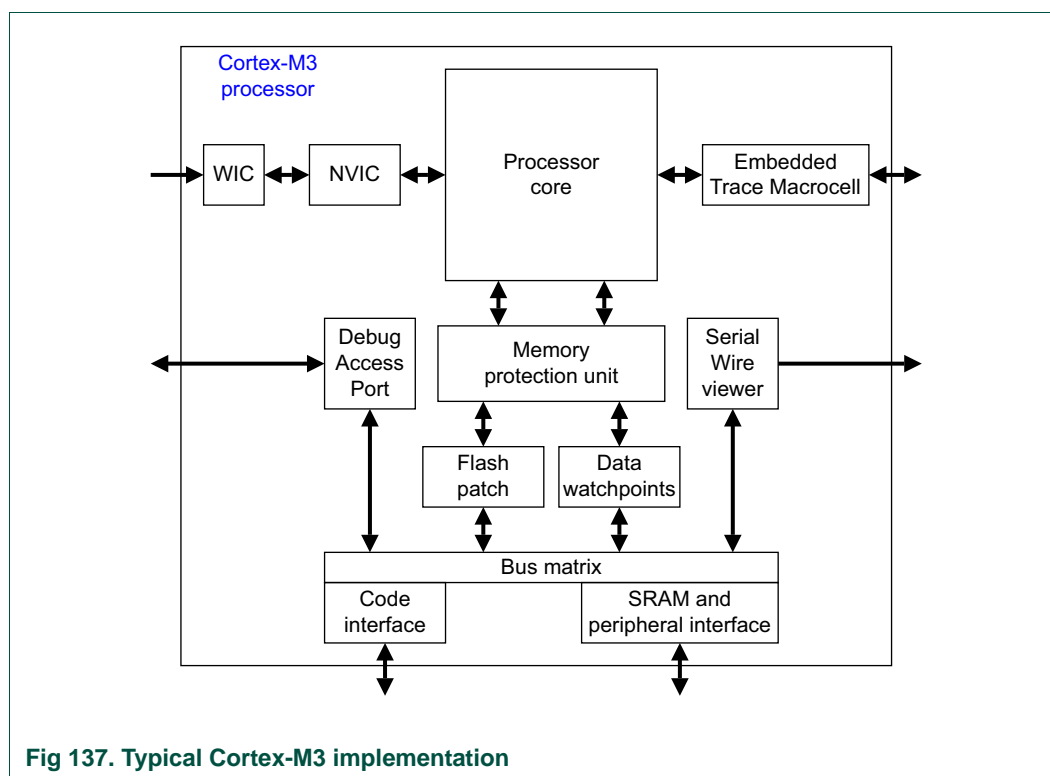 Cortex-M3
processor
WIC
NVIC
Processor
core
Embedded
Trace Macrocell
Debug
Access
Port
Memory
protection unit
Serial
Wire
viewer
Flash
patch
Data
watchpoints
Bus matrix
Code
interface
SRAM and
peripheral interface
Fig 137. Typical Cortex-M3 implementation